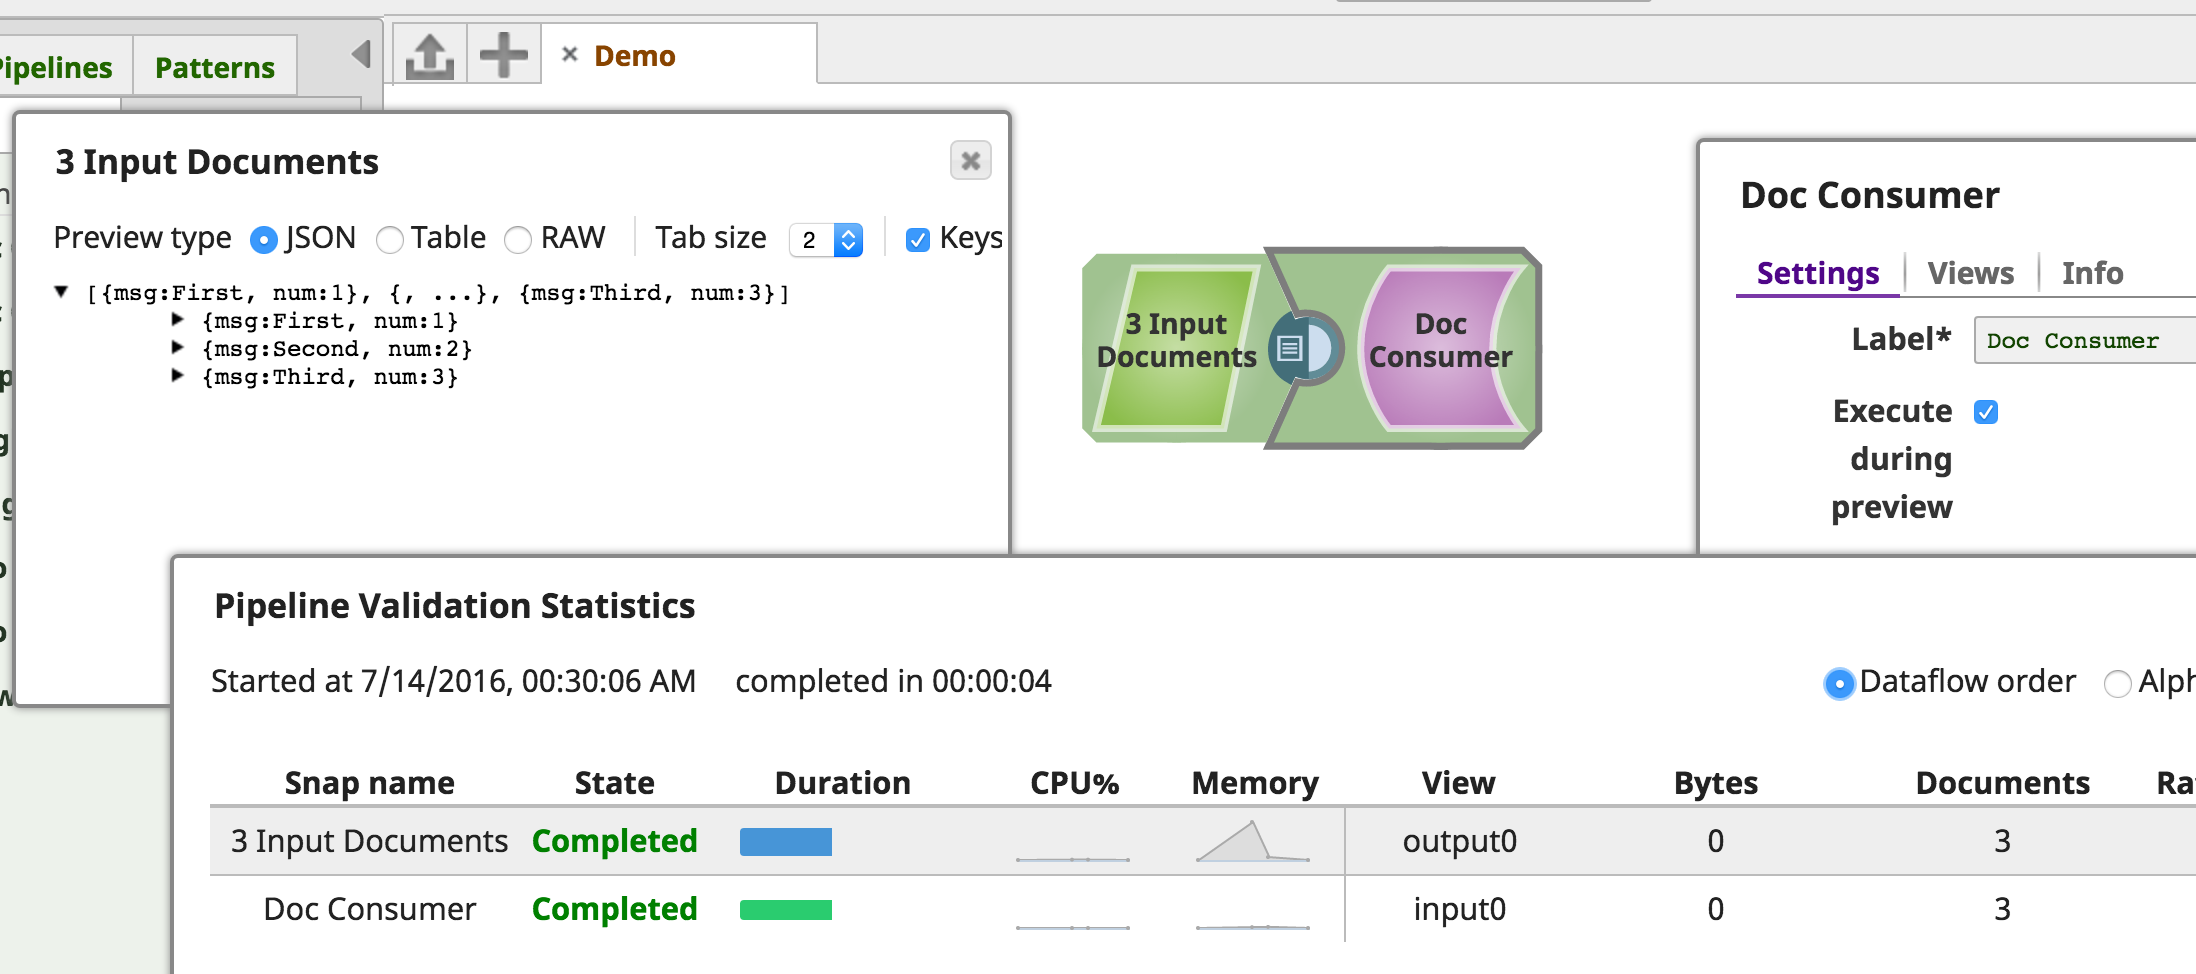 Pipelines
Patterns
Demo
3 Input Documents
Preview type JSON Table RAW Tab size 2 Keys
[{msg:First, num:1}, {, ...}, {msg:Third, num:3}]
{msg:First, num:1}
{msg:Second, num:2}
{msg:Third, num:3}
3 Input
Documents
Doc
Consumer
Doc Consumer
Settings Views Info
Label* Doc Consumer
Execute
during
preview
Pipeline Validation Statistics
Started at 7/14/2016, 00:30:06 AM completed in 00:00:04
Dataflow order
Snap name State Duration CPU% Memory View Bytes Documents
3 Input Documents Completed output0 0 3
Doc Consumer Completed input0 0 3